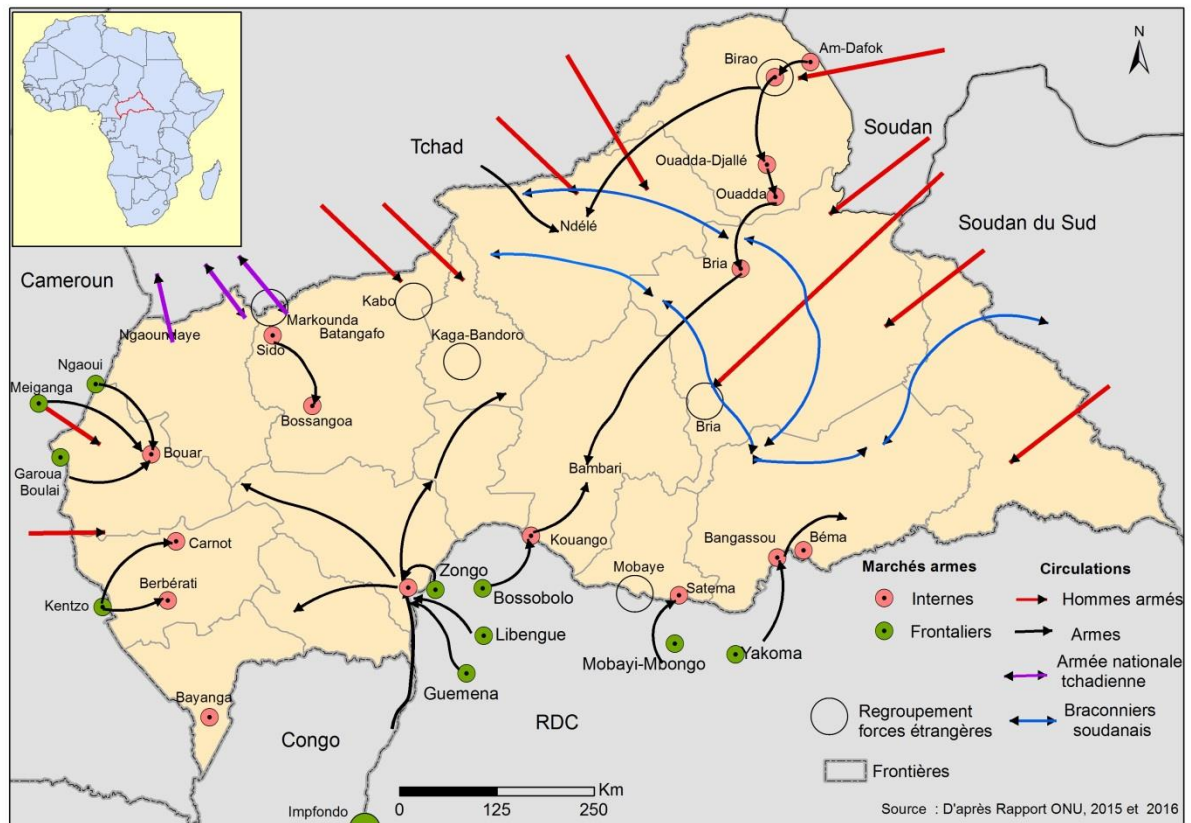 N
Am-Dafok
Birao
Soudan
Tchad
Ouadda-Djallé
Ouadda
Ndélé
Soudan du Sud
Bria
Cameroun
Kabo
Markounda
Batangafo
Sido
Kaga-Bandoro
Ngaoui
Meiganga
Bossangoa
Bria
Bouar
Garoua
Boulai
Bambari
Carnot
Kouango
Bangassou
Béma
Zongo
Mobaye
Berbérati
Kentzo
Bossobolo
Satema
Libengue
Mobayi-Mbongo
Yakoma
Guemena
Bayanga
RDC
Congo
Impfondo
Km
0 125 250
Marchés armes
Internes
Frontaliers
Regroupement
forces étrangères
Frontières
Circulations
Hommes armés
Armes
Armée nationale
tchadienne
Braconniers
soudanais
Source : D'après Rapport ONU, 2015 et 2016